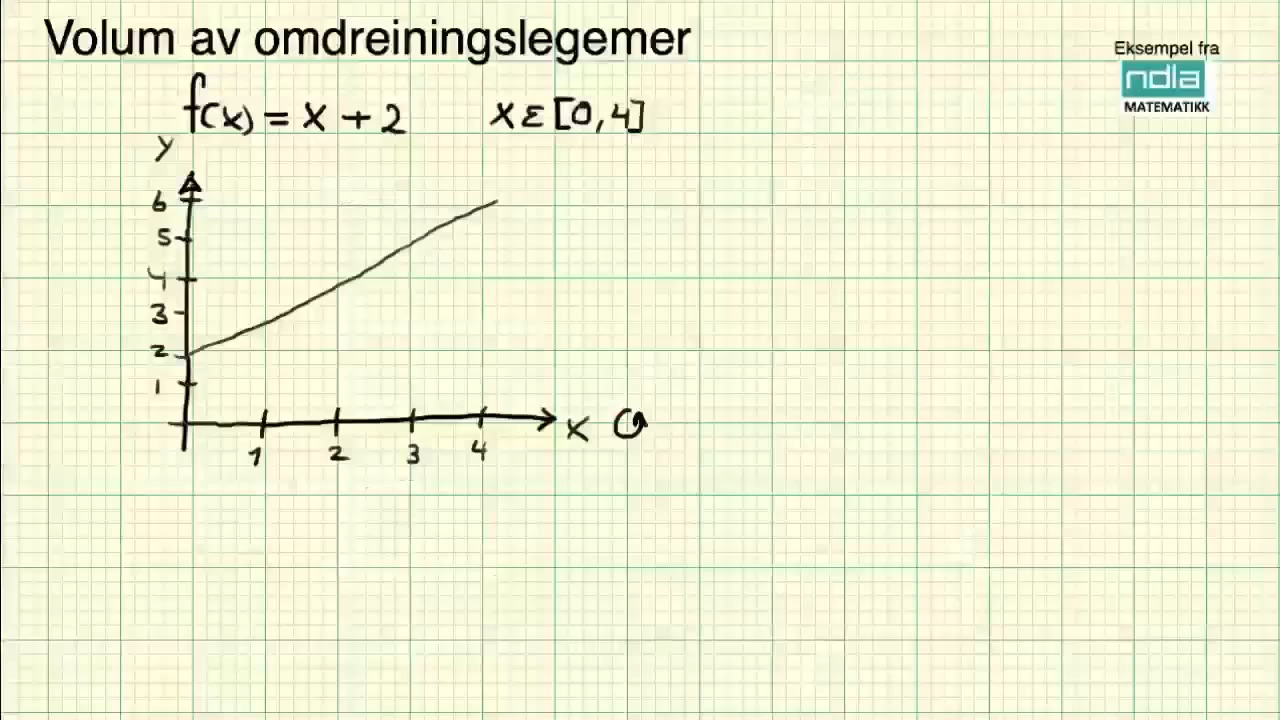 Volum av omdreiningslegemer
Eksempel fra
ndla
MATEMATIKK
f(x) = x + 2 x ε [0,4]
y
6
5
4
3
2
1
1 2 3 4
x